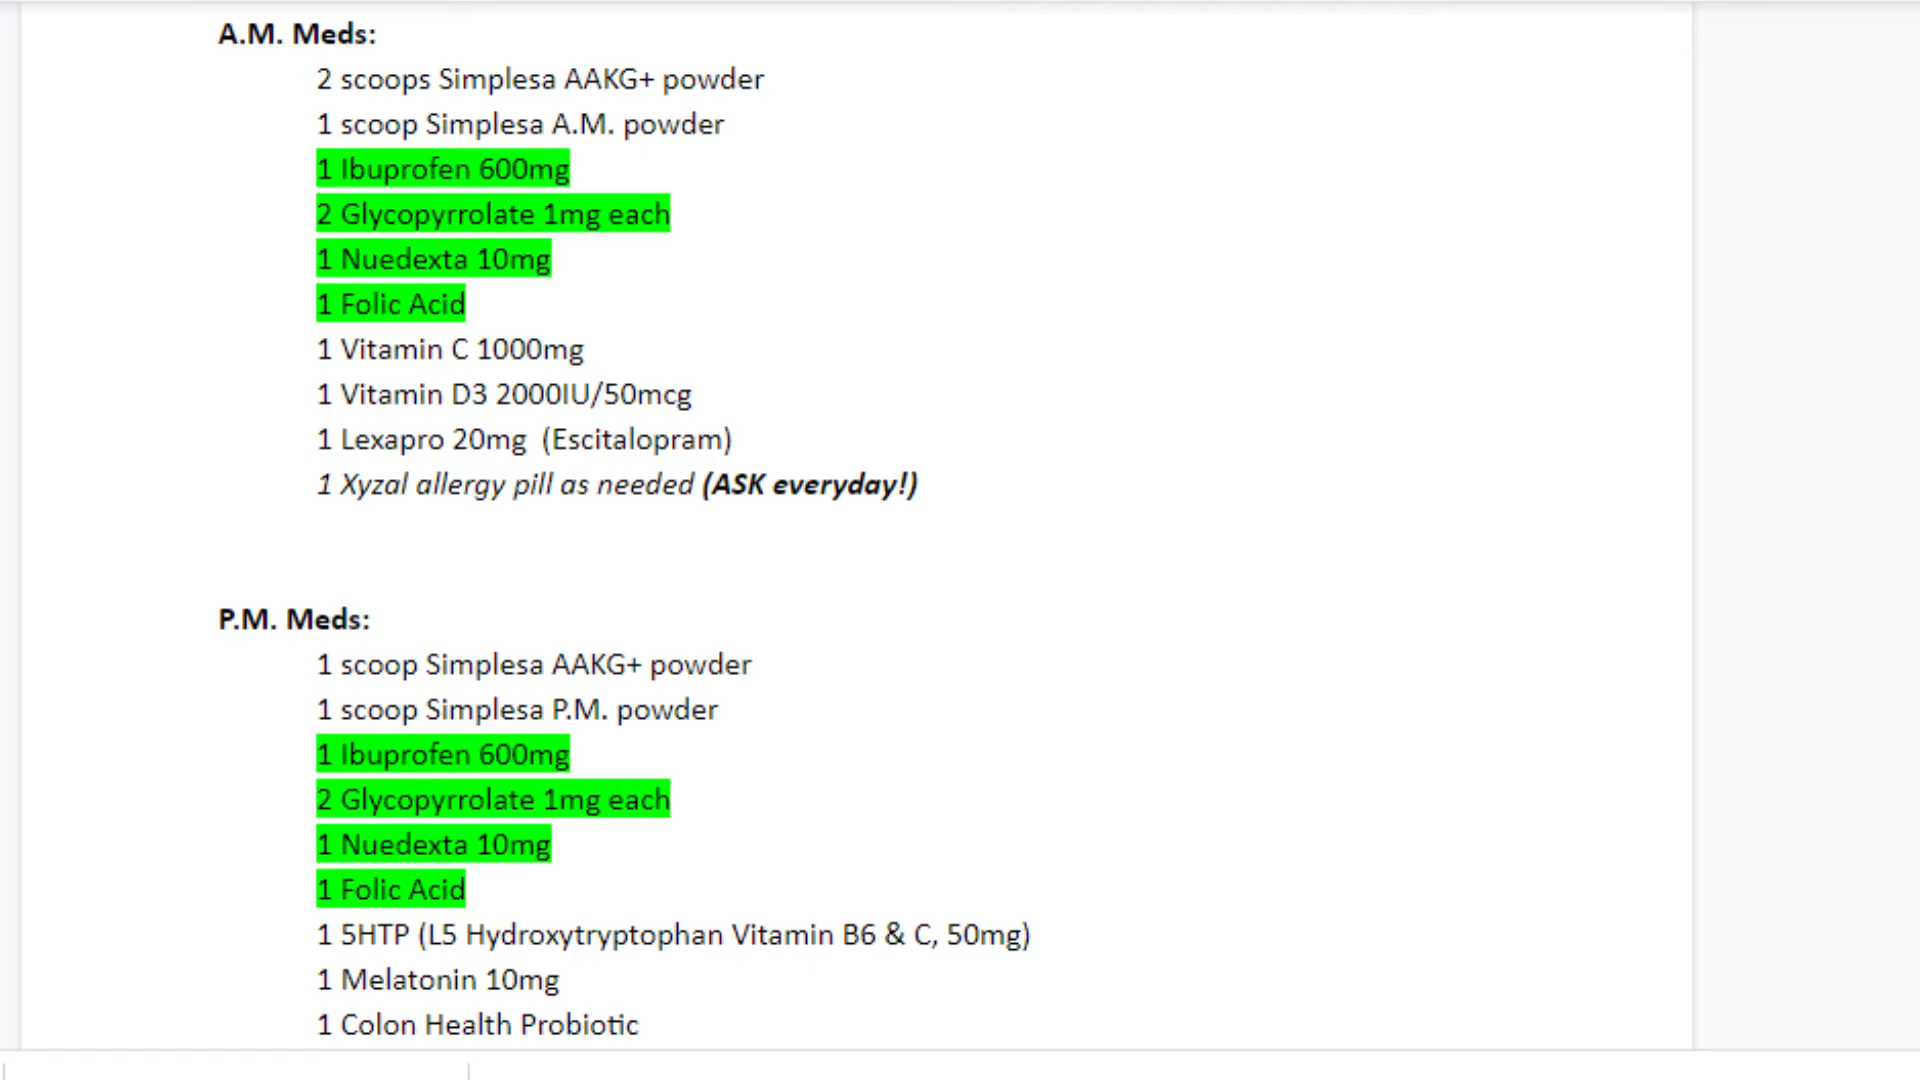 A.M. Meds:
2 scoops Simplesa AAKG+ powder
1 scoop Simplesa A.M. powder
1 Ibuprofen 600mg
2 Glycopyrrolate 1mg each
1 Nuedexta 10mg
1 Folic Acid
1 Vitamin C 1000mg
1 Vitamin D3 2000IU/50mcg
1 Lexapro 20mg  (Escitalopram)
1 Xyzal allergy pill as needed (ASK everyday!)
P.M. Meds:
1 scoop Simplesa AAKG+ powder
1 scoop Simplesa P.M. powder
1 Ibuprofen 600mg
2 Glycopyrrolate 1mg each
1 Nuedexta 10mg
1 Folic Acid
1 5HTP (L5 Hydroxytryptophan Vitamin B6 & C, 50mg)
1 Melatonin 10mg
1 Colon Health Probiotic